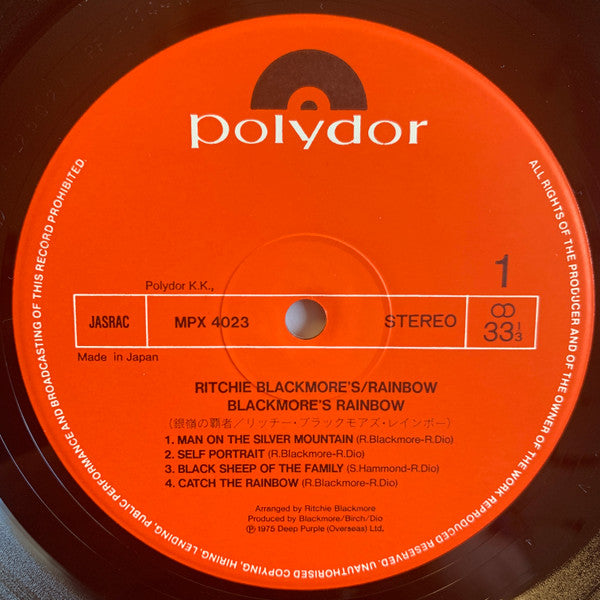 polydor
1
Polydor K.K.,
JASRAC
MPX 4023
STEREO
33 1/3
Made in Japan
RITCHIE BLACKMORE'S/RAINBOW
BLACKMORE'S RAINBOW
(銀嶺の覇者/リッチー・ブラックモアズ・レインボー)
1. MAN ON THE SILVER MOUNTAIN (R.Blackmore-R.Dio)
2. SELF PORTRAIT (R.Blackmore-R.Dio)
3. BLACK SHEEP OF THE FAMILY (S.Hammond-R.Dio)
4. CATCH THE RAINBOW (R.Blackmore-R.Dio)
Arranged by Ritchie Blackmore
Produced by Blackmore/Birch/Dio
℗ 1975 Deep Purple (Overseas) Ltd.
ALL RIGHTS OF THE PRODUCER AND OF THE OWNER OF THE WORK REPRODUCED RESERVED. UNAUTHORISED COPYING, HIRING, LENDING, PUBLIC PERFORMANCE AND BROADCASTING OF THIS RECORD PROHIBITED.